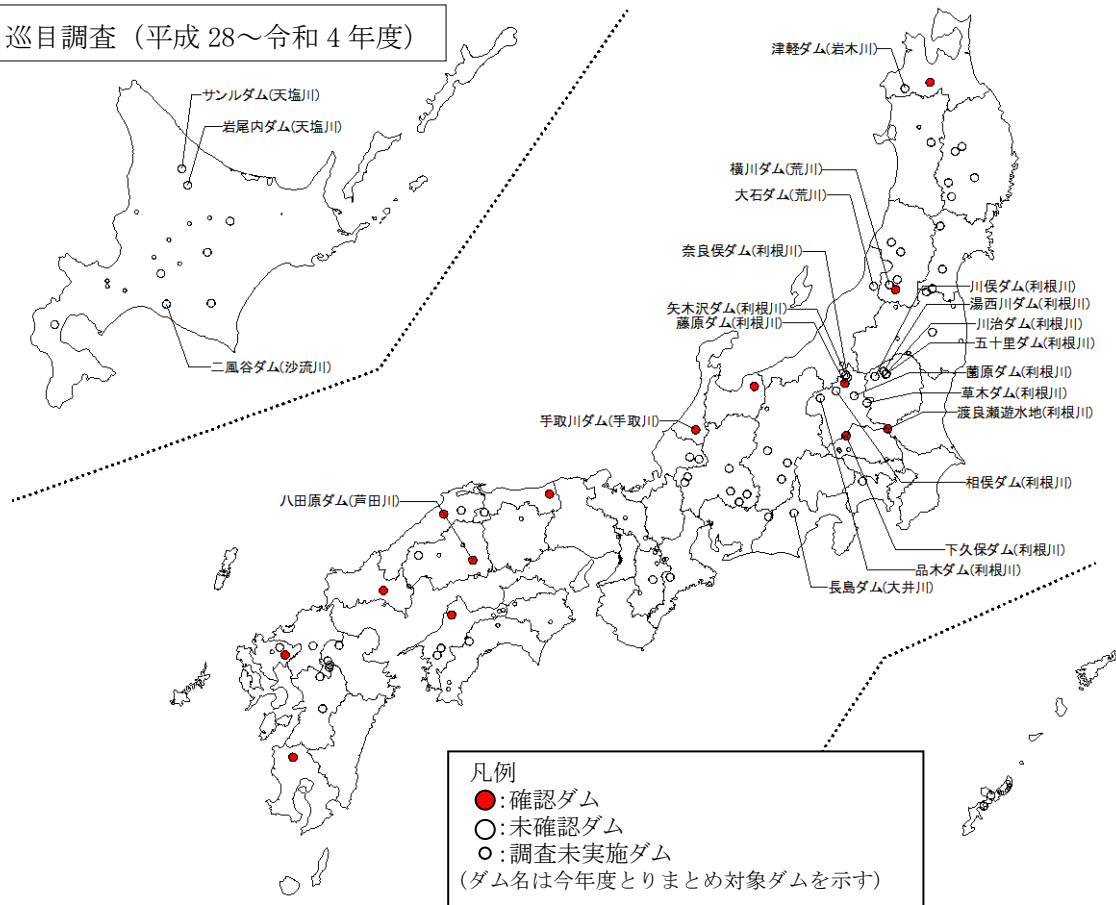 巡目調査(平成 28～令和 4 年度)
サンルダム(天塩川)
岩尾内ダム(天塩川)
二風谷ダム(沙流川)
津軽ダム(岩木川)
横川ダム(荒川)
大石ダム(荒川)
奈良俣ダム(利根川)
矢木沢ダム(利根川)
藤原ダム(利根川)
川俣ダム(利根川)
湯西川ダム(利根川)
川治ダム(利根川)
五十里ダム(利根川)
薗原ダム(利根川)
草木ダム(利根川)
渡良瀬遊水地(利根川)
手取川ダム(手取川)
相俣ダム(利根川)
八田原ダム(芦田川)
下久保ダム(利根川)
品木ダム(利根川)
長島ダム(大井川)
凡例
:確認ダム
:未確認ダム
:調査未実施ダム
(ダム名は今年度とりまとめ対象ダムを示す)